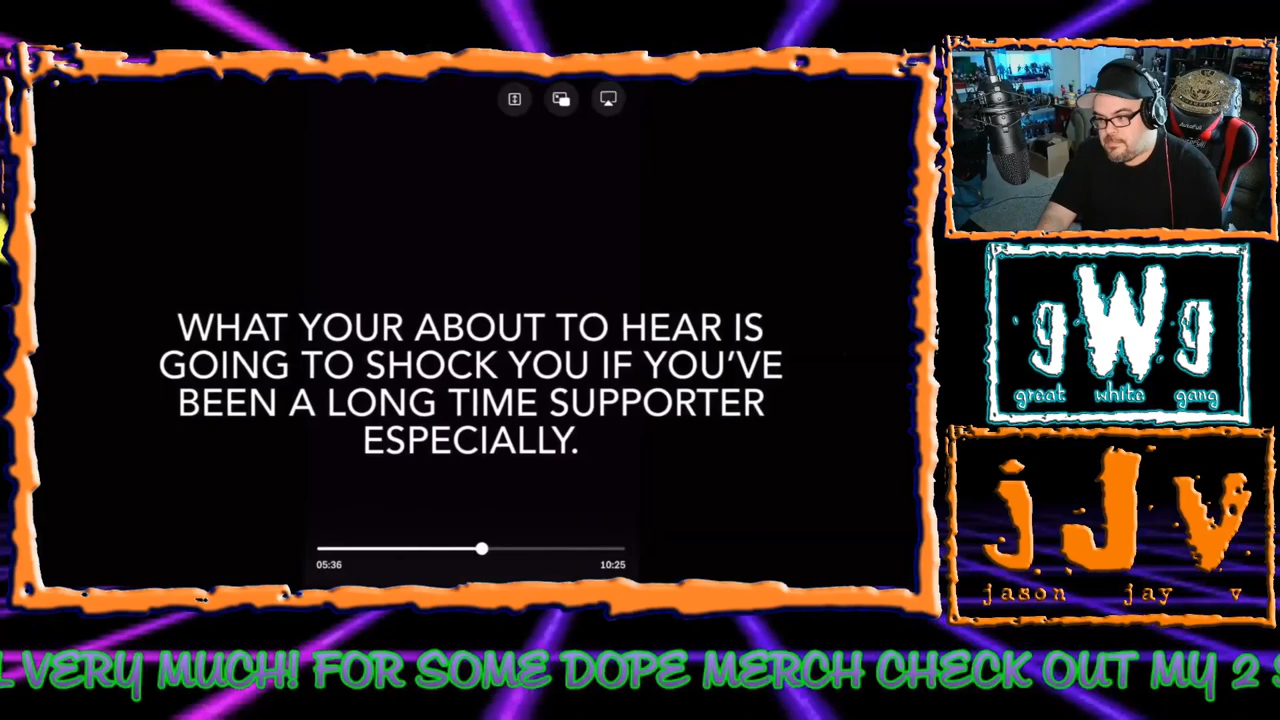 WHAT YOUR ABOUT TO HEAR IS
GOING TO SHOCK YOU IF YOU'VE
BEEN A LONG TIME SUPPORTER
ESPECIALLY.
05:36
10:25
gWg
great white gang
jJv
jason jay v
VERY MUCH! FOR SOME DOPE MERCH CHECK OUT MY 2